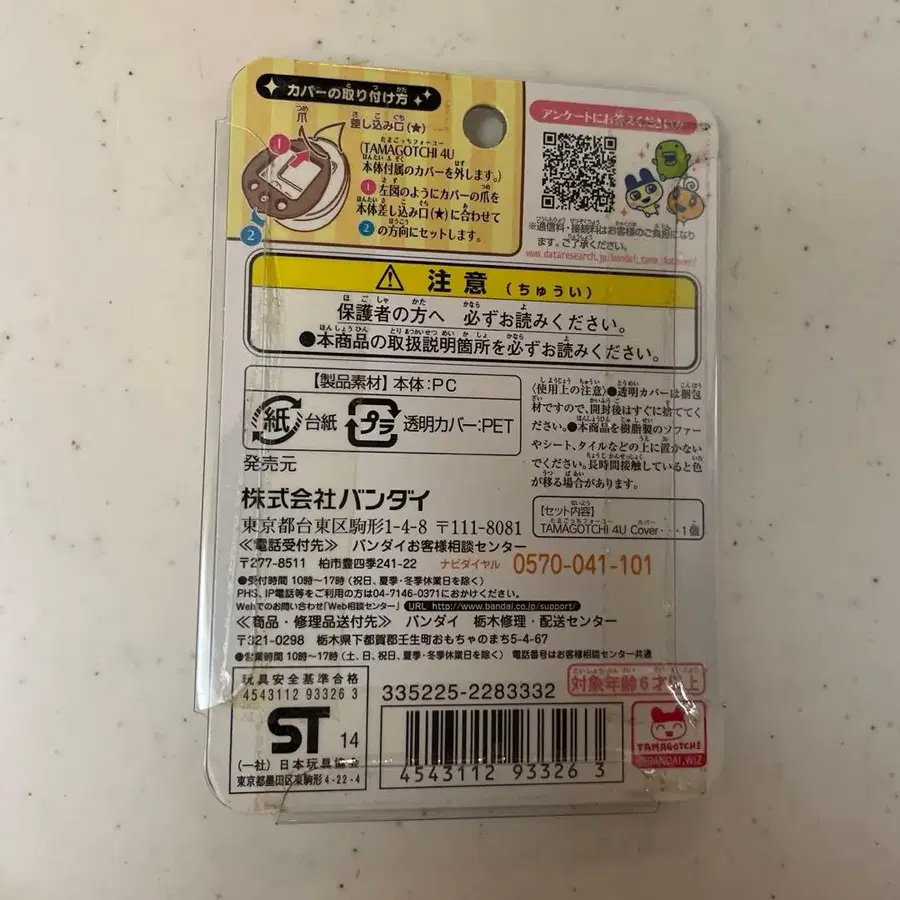 カバーの取り付け方
爪
差し込み口(★)
(TAMAGOTCHI 4U
本体付属のカバーを外します。)
1 左図のようにカバーの爪を
本体差し込み口(★)に合わせて
2 の方向にセットします。
1
2
アンケートにお答えください
※通信料・接続料はお客様のご負担になり
ます。ご了承ください。
注意 (ちゅうい)
保護者の方へ 必ずお読みください。
●本商品の取扱説明箇所を必ずお読みください。
【製品素材】本体:PC
紙 台紙 プラ 透明カバー:PET
〈使用上の注意〉●透明カバーは梱包
材ですので、開封後はすぐに捨ててく
ださい。●本商品を樹脂製のソファー
やシート、タイルなどの上に置かない
でください。長時間接触していると色
が移る場合があります。
【セット内容】
TAMAGOTCHI 4U Cover・・・1個
発売元
株式会社バンダイ
東京都台東区駒形1-4-8 〒111-8081
≪電話受付先≫ バンダイお客様相談センター
〒277-8511 柏市豊四季241-22 ナビダイヤル 0570-041-101
●受付時間 10時〜17時 (祝日、夏季・冬季休業日を除く)
PHS、IP電話等をご利用の方は04-7146-0371におかけください。
Webでのお問い合わせ「Web相談センター」 URL http://www.bandai.co.jp/support/
≪商品・修理品送付先≫ バンダイ 栃木修理・配送センター
〒321-0298 栃木県下都賀郡壬生町おもちゃのまち5-4-67
●営業時間 10時〜17時 (土、日、祝日、夏季・冬季休業日を除く) 電話番号はお客様相談センター共通
玩具安全基準合格
4543112 93326 3
ST 14
(一社) 日本玩具協会
東京都墨田区東駒形4-22-4
335225-2283332
対象年齢6才以上
4543112 933263
TAMAGOTCHI
©BANDAI, WiZ